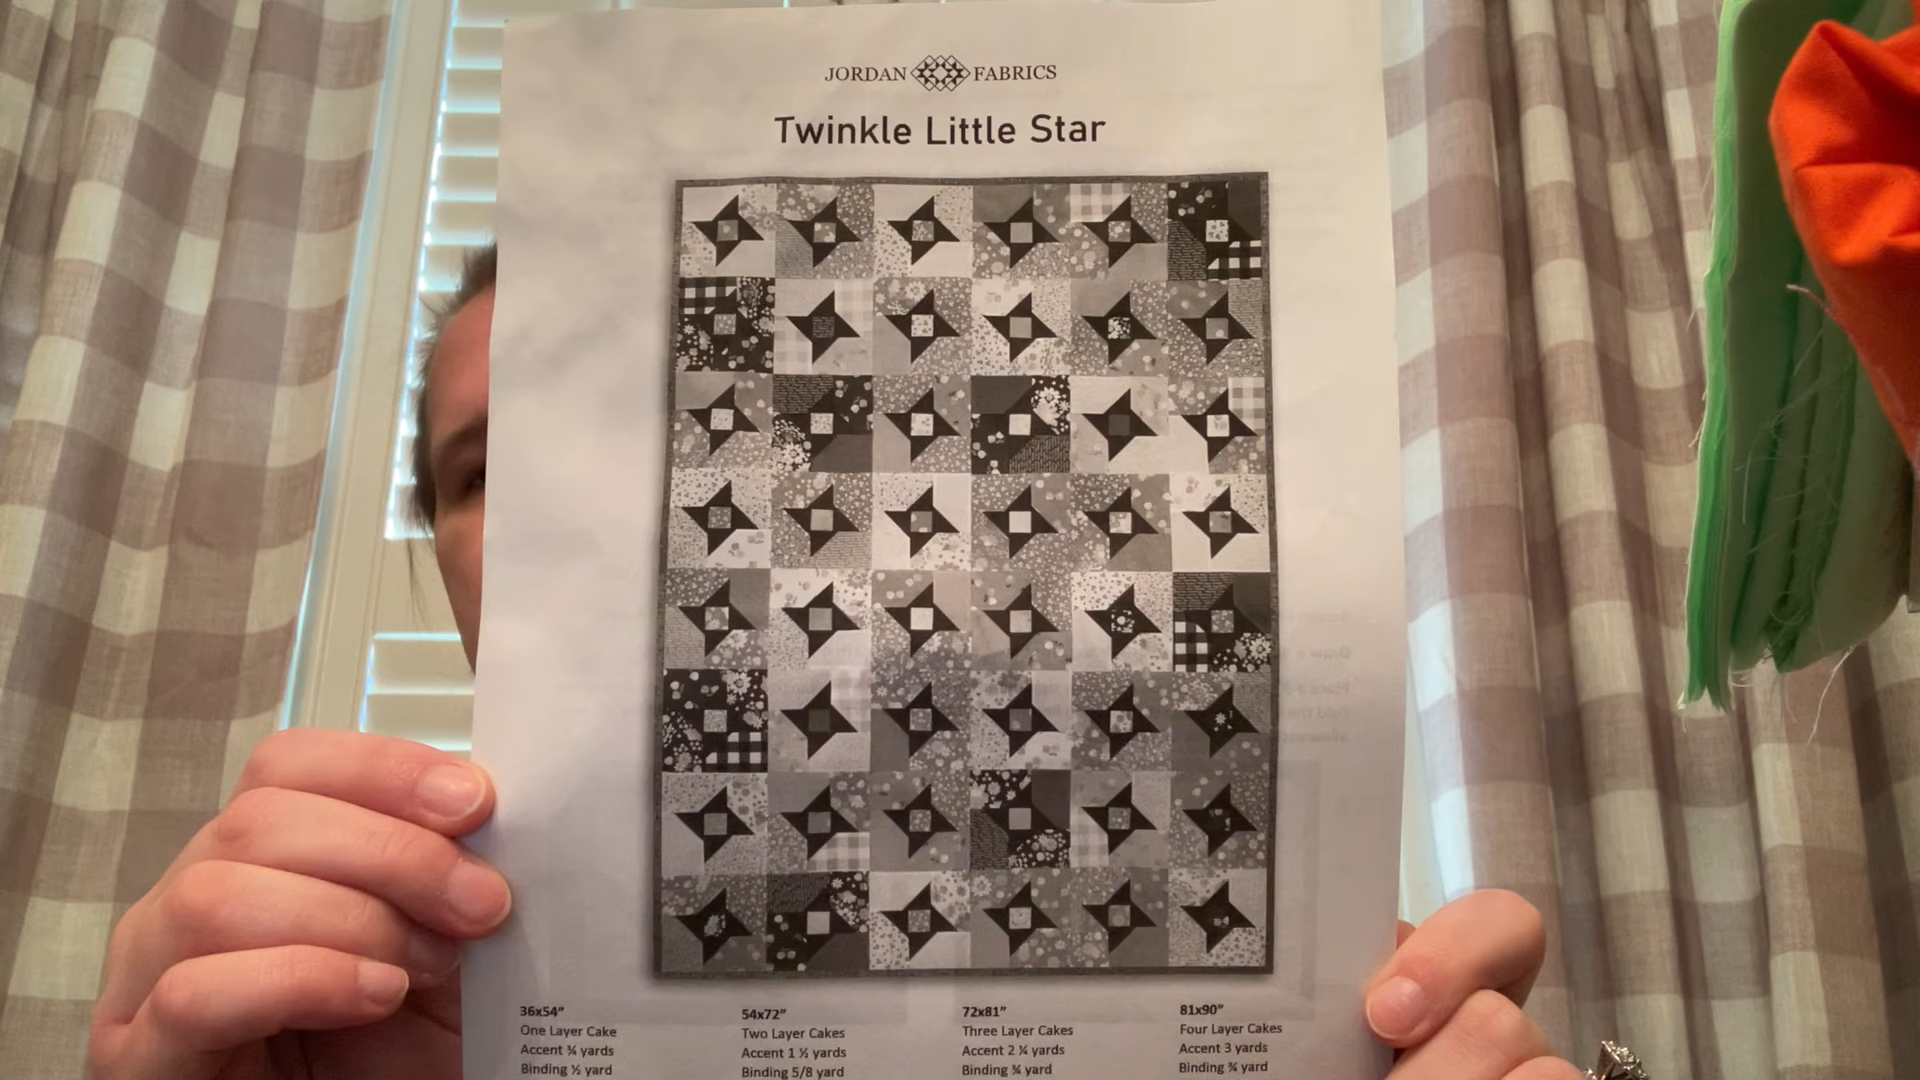 JORDAN FABRICS
Twinkle Little Star
36x54"
One Layer Cake
Accent ¾ yards
Binding ½ yard
54x72"
Two Layer Cakes
Accent 1 ½ yards
Binding 5/8 yard
72x81"
Three Layer Cakes
Accent 2 ¼ yards
Binding ¾ yard
81x90"
Four Layer Cakes
Accent 3 yards
Binding ¾ yard